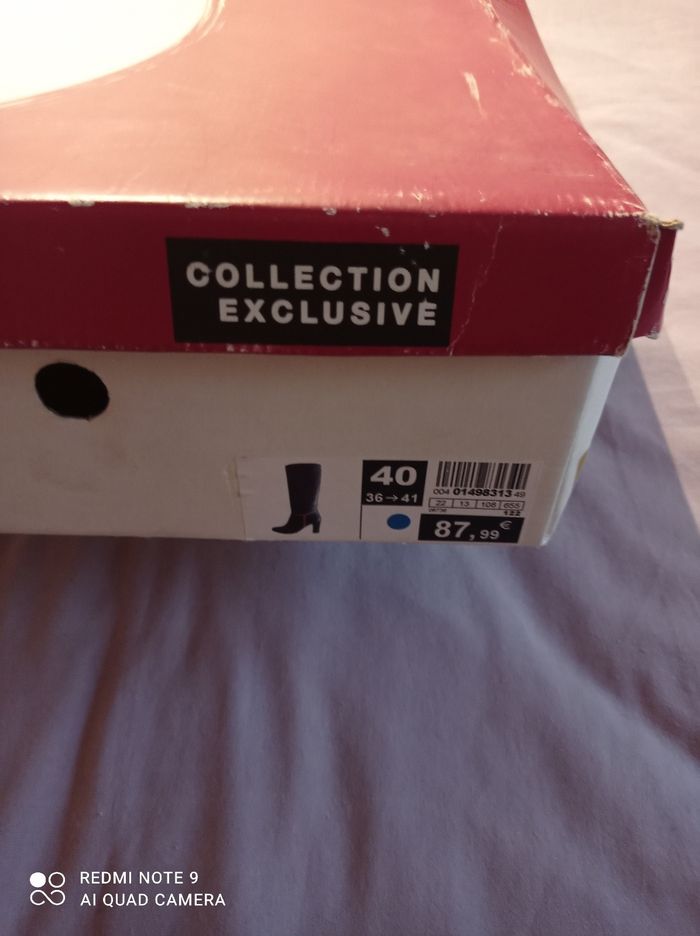 COLLECTION
EXCLUSIVE
40
36→41
004 01498313 49
22 13 108 655
122
87,99€
REDMI NOTE 9
AI QUAD CAMERA